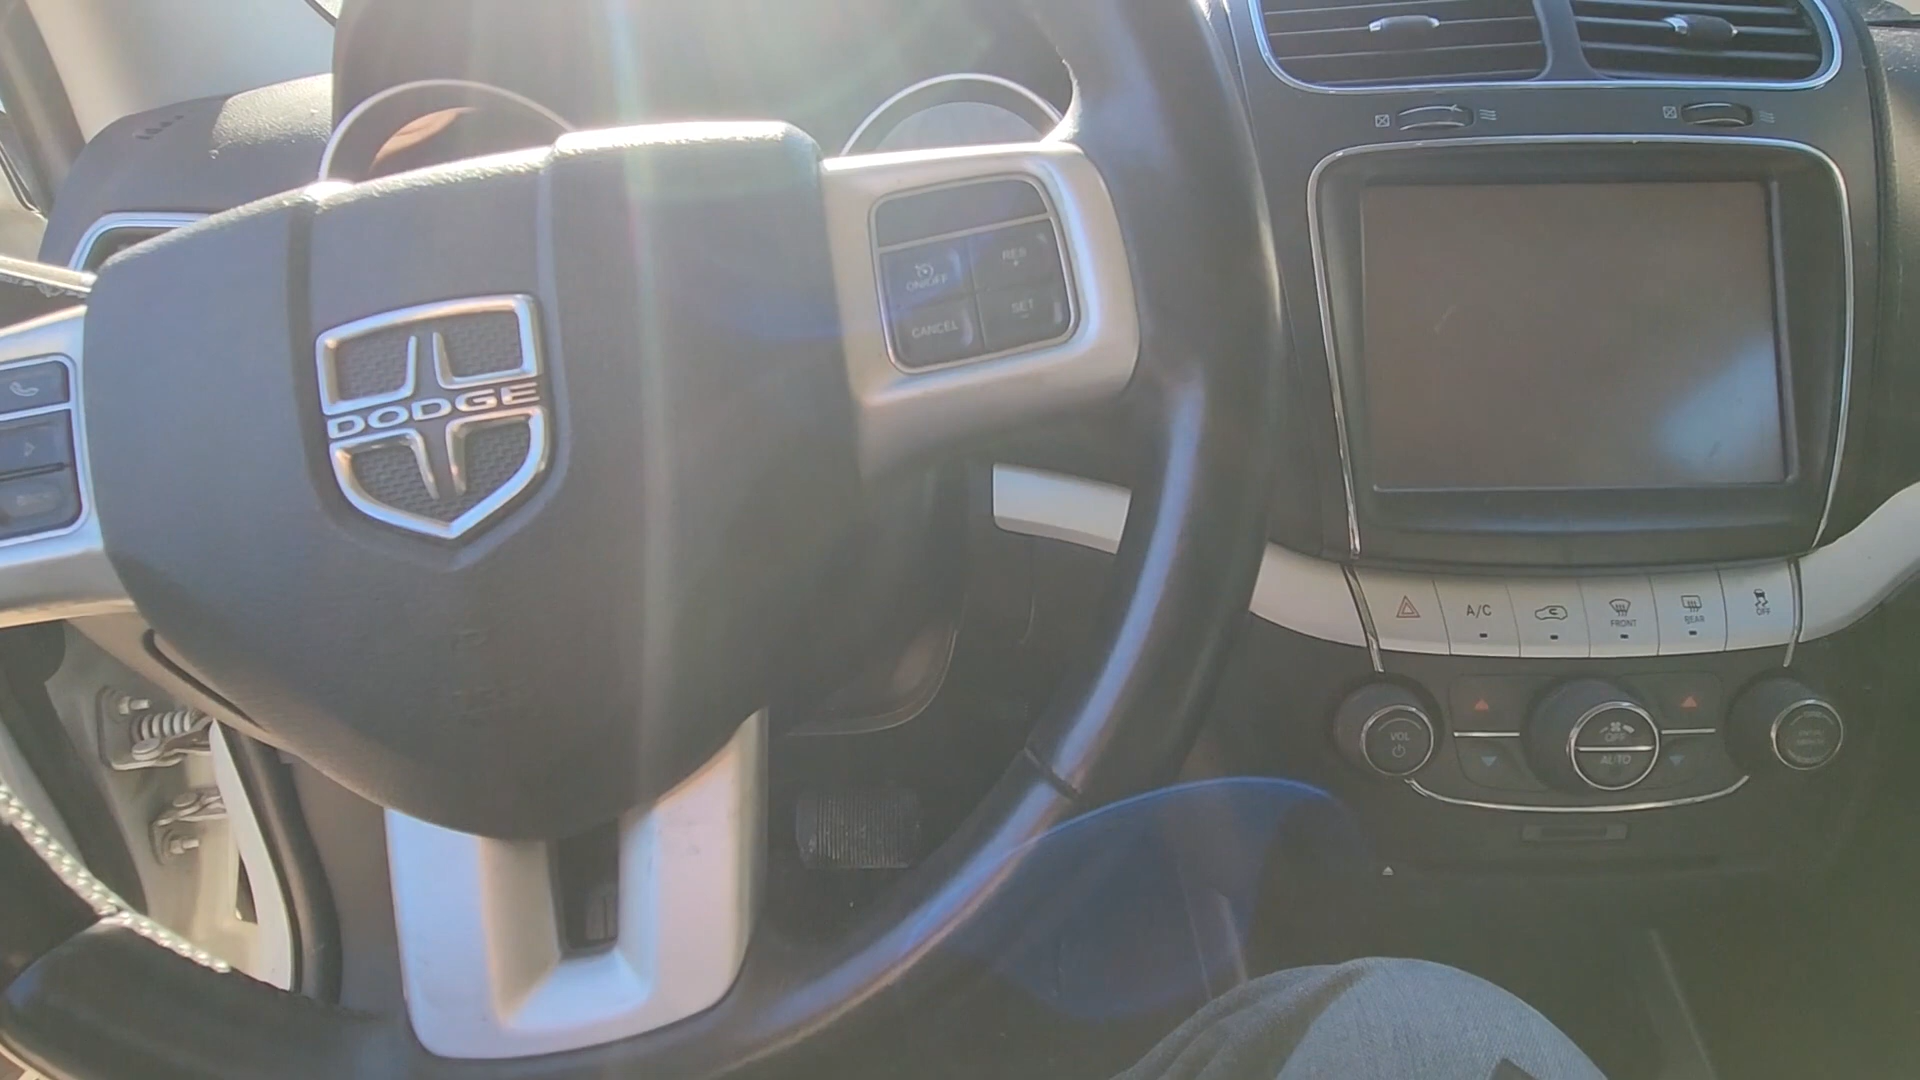 DODGE
ON/OFF
RES
+
CANCEL
SET
-
A/C
FRONT
REAR
OFF
VOL
OFF
AUTO